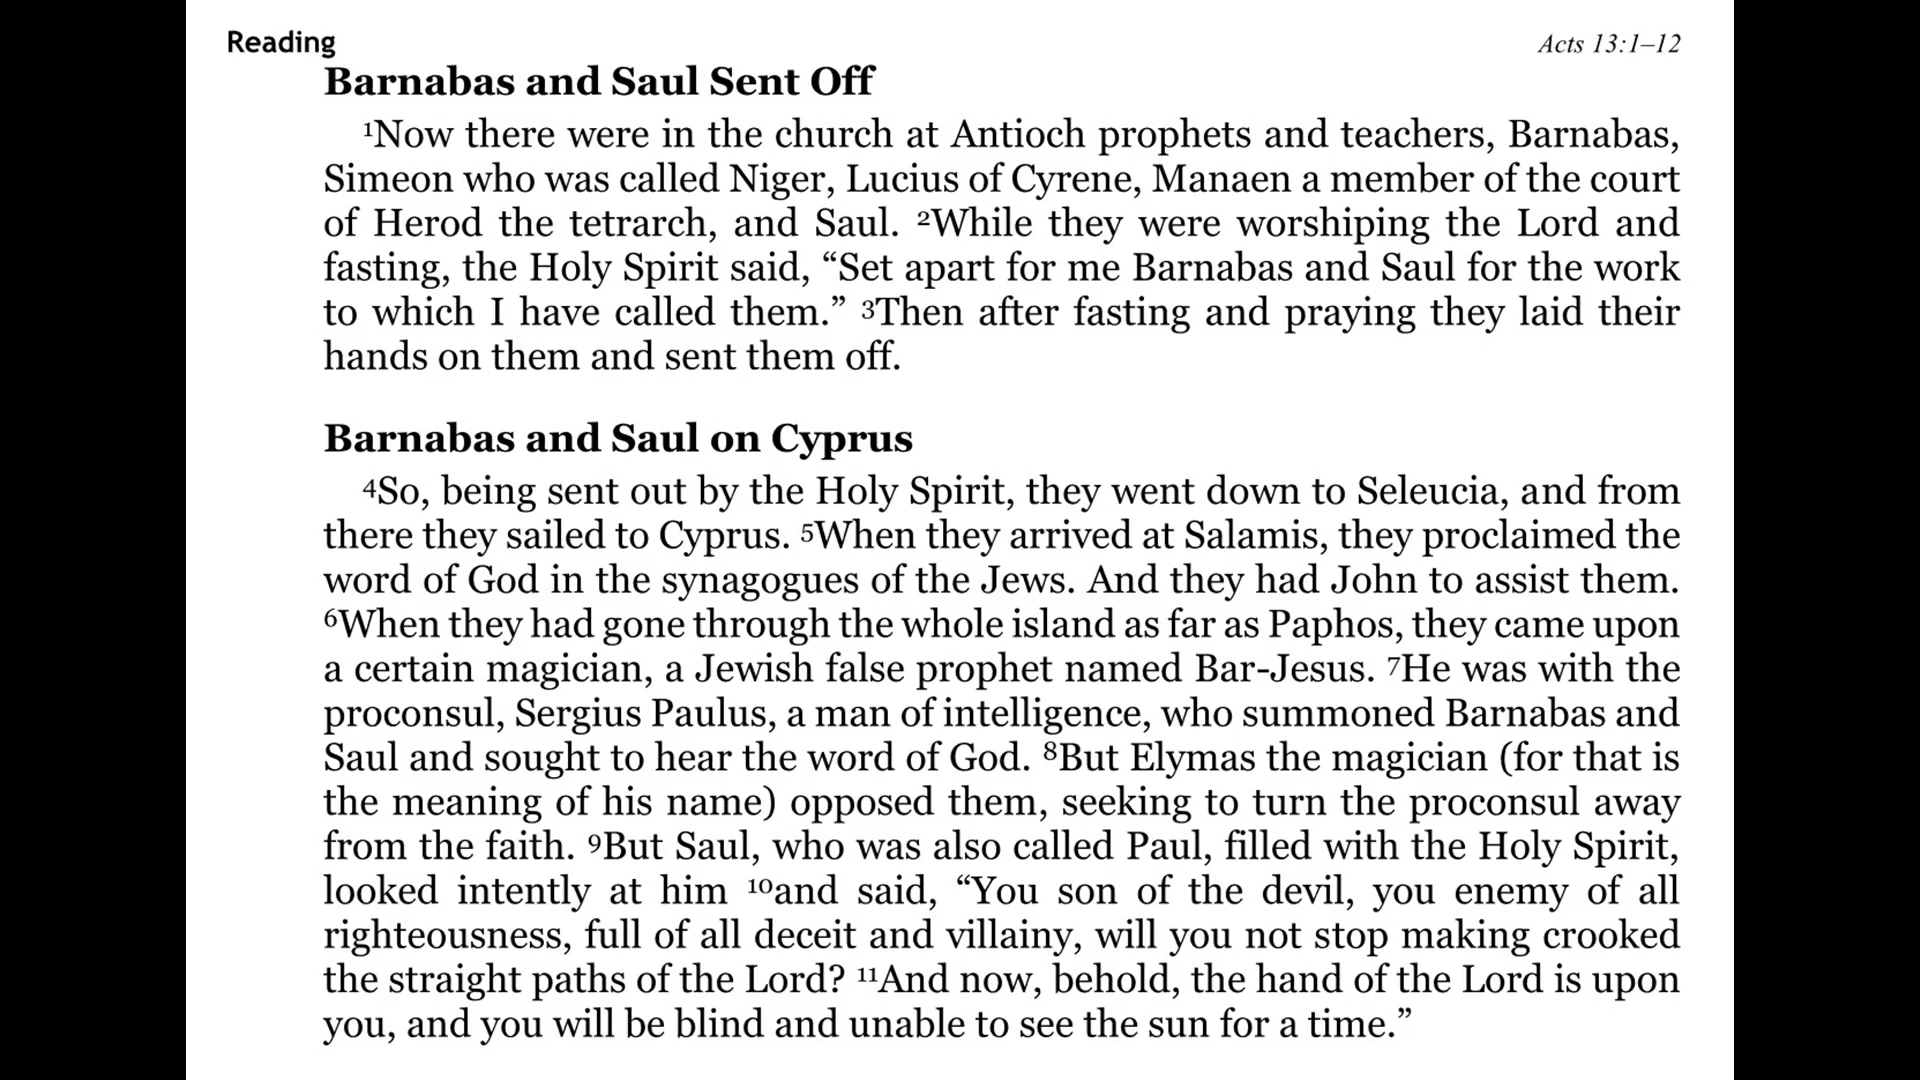 Reading
Acts 13:1–12
Barnabas and Saul Sent Off
¹Now there were in the church at Antioch prophets and teachers, Barnabas,
Simeon who was called Niger, Lucius of Cyrene, Manaen a member of the court
of Herod the tetrarch, and Saul. ²While they were worshiping the Lord and
fasting, the Holy Spirit said, “Set apart for me Barnabas and Saul for the work
to which I have called them.” ³Then after fasting and praying they laid their
hands on them and sent them off.
Barnabas and Saul on Cyprus
⁴So, being sent out by the Holy Spirit, they went down to Seleucia, and from
there they sailed to Cyprus. ⁵When they arrived at Salamis, they proclaimed the
word of God in the synagogues of the Jews. And they had John to assist them.
⁶When they had gone through the whole island as far as Paphos, they came upon
a certain magician, a Jewish false prophet named Bar-Jesus. ⁷He was with the
proconsul, Sergius Paulus, a man of intelligence, who summoned Barnabas and
Saul and sought to hear the word of God. ⁸But Elymas the magician (for that is
the meaning of his name) opposed them, seeking to turn the proconsul away
from the faith. ⁹But Saul, who was also called Paul, filled with the Holy Spirit,
looked intently at him ¹⁰and said, “You son of the devil, you enemy of all
righteousness, full of all deceit and villainy, will you not stop making crooked
the straight paths of the Lord? ¹¹And now, behold, the hand of the Lord is upon
you, and you will be blind and unable to see the sun for a time.”